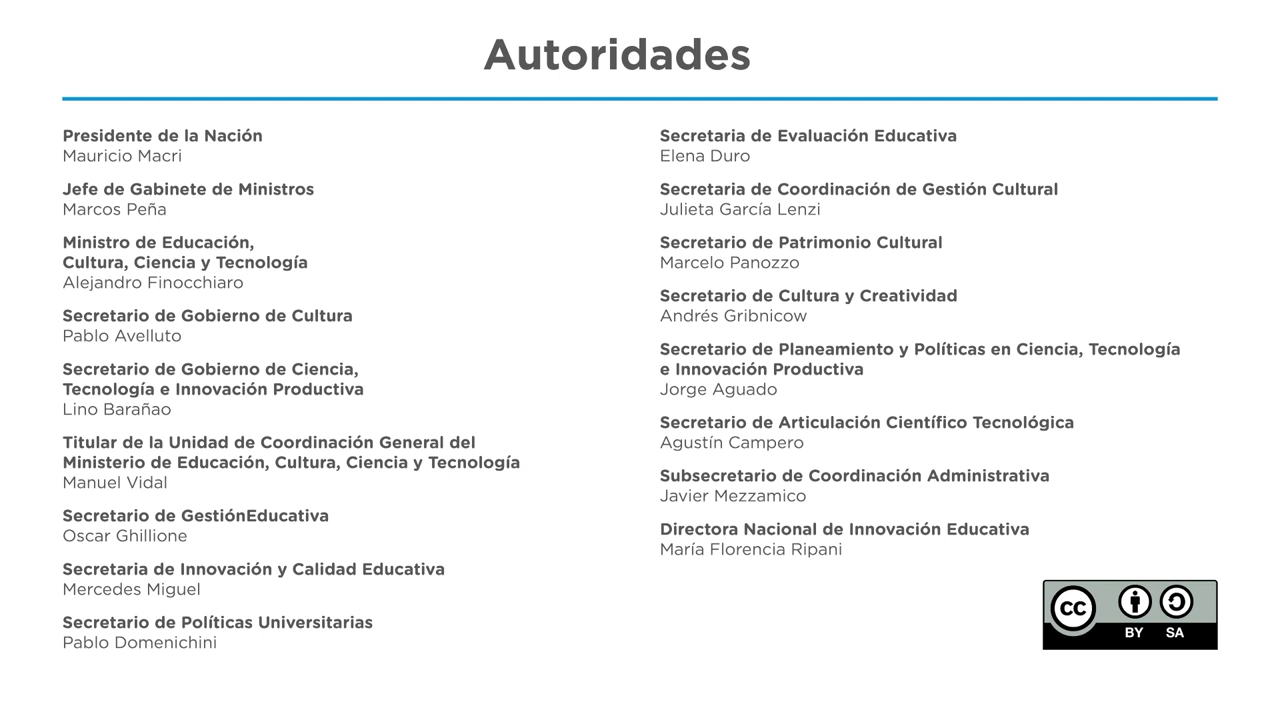 Autoridades
Presidente de la Nación
Mauricio Macri
Jefe de Gabinete de Ministros
Marcos Peña
Ministro de Educación,
Cultura, Ciencia y Tecnología
Alejandro Finocchiaro
Secretario de Gobierno de Cultura
Pablo Avelluto
Secretario de Gobierno de Ciencia,
Tecnología e Innovación Productiva
Lino Barañao
Titular de la Unidad de Coordinación General del
Ministerio de Educación, Cultura, Ciencia y Tecnología
Manuel Vidal
Secretario de GestiónEducativa
Oscar Ghillione
Secretaria de Innovación y Calidad Educativa
Mercedes Miguel
Secretario de Políticas Universitarias
Pablo Domenichini
Secretaria de Evaluación Educativa
Elena Duro
Secretaria de Coordinación de Gestión Cultural
Julieta García Lenzi
Secretario de Patrimonio Cultural
Marcelo Panozzo
Secretario de Cultura y Creatividad
Andrés Gribnicow
Secretario de Planeamiento y Políticas en Ciencia, Tecnología
e Innovación Productiva
Jorge Aguado
Secretario de Articulación Científico Tecnológica
Agustín Campero
Subsecretario de Coordinación Administrativa
Javier Mezzamico
Directora Nacional de Innovación Educativa
María Florencia Ripani
CC
BY SA